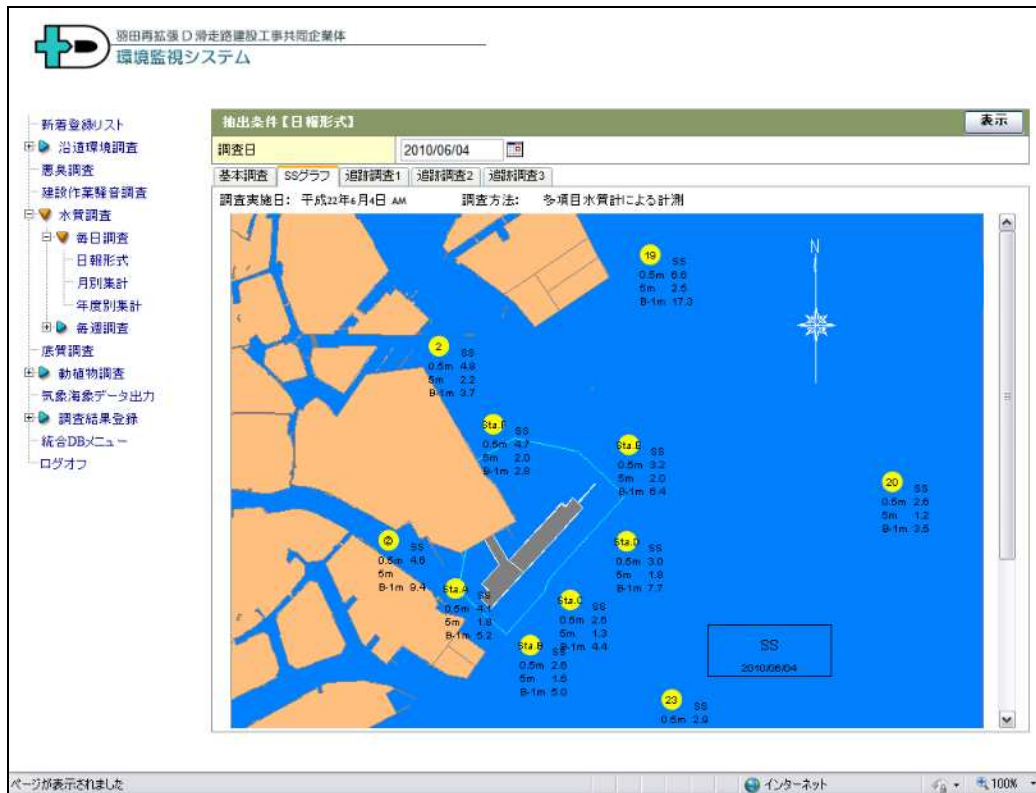 羽田再拡張D滑走路建設工事共同企業体
環境監視システム
新着登録リスト
沿道環境調査
悪臭調査
建設作業騒音調査
水質調査
毎日調査
日報形式
月別集計
年度別集計
毎週調査
底質調査
動植物調査
気象海象データ出力
調査結果登録
統合DBメニュー
ログオフ
抽出条件【日報形式】
表示
調査日
2010/06/04
基本調査 SSグラフ 追跡調査1 追跡調査2 追跡調査3
調査実施日: 平成22年6月4日 AM 調査方法: 多項目水質計による計測
N
19 SS
0.5m 6.6
5m 2.5
B-1m 17.3
2 SS
0.5m 4.8
5m 2.2
B-1m 3.7
Sta.F SS
0.5m 4.7
5m 2.0
B-1m 2.8
Sta.E SS
0.5m 3.2
5m 2.0
B-1m 6.4
20 SS
0.5m 2.6
5m 1.2
B-1m 3.5
② SS
0.5m 4.6
5m
B-1m 9.4
Sta.D SS
0.5m 3.0
5m 1.8
B-1m 7.7
Sta.A SS
0.5m 4.1
5m 1.8
B-1m 5.2
Sta.C SS
0.5m 2.6
5m 1.3
B-1m 4.4
Sta.B SS
0.5m 2.6
5m 1.6
B-1m 5.0
SS
2010/06/04
23 SS
0.5m 2.9
ページが表示されました
インターネット
100%